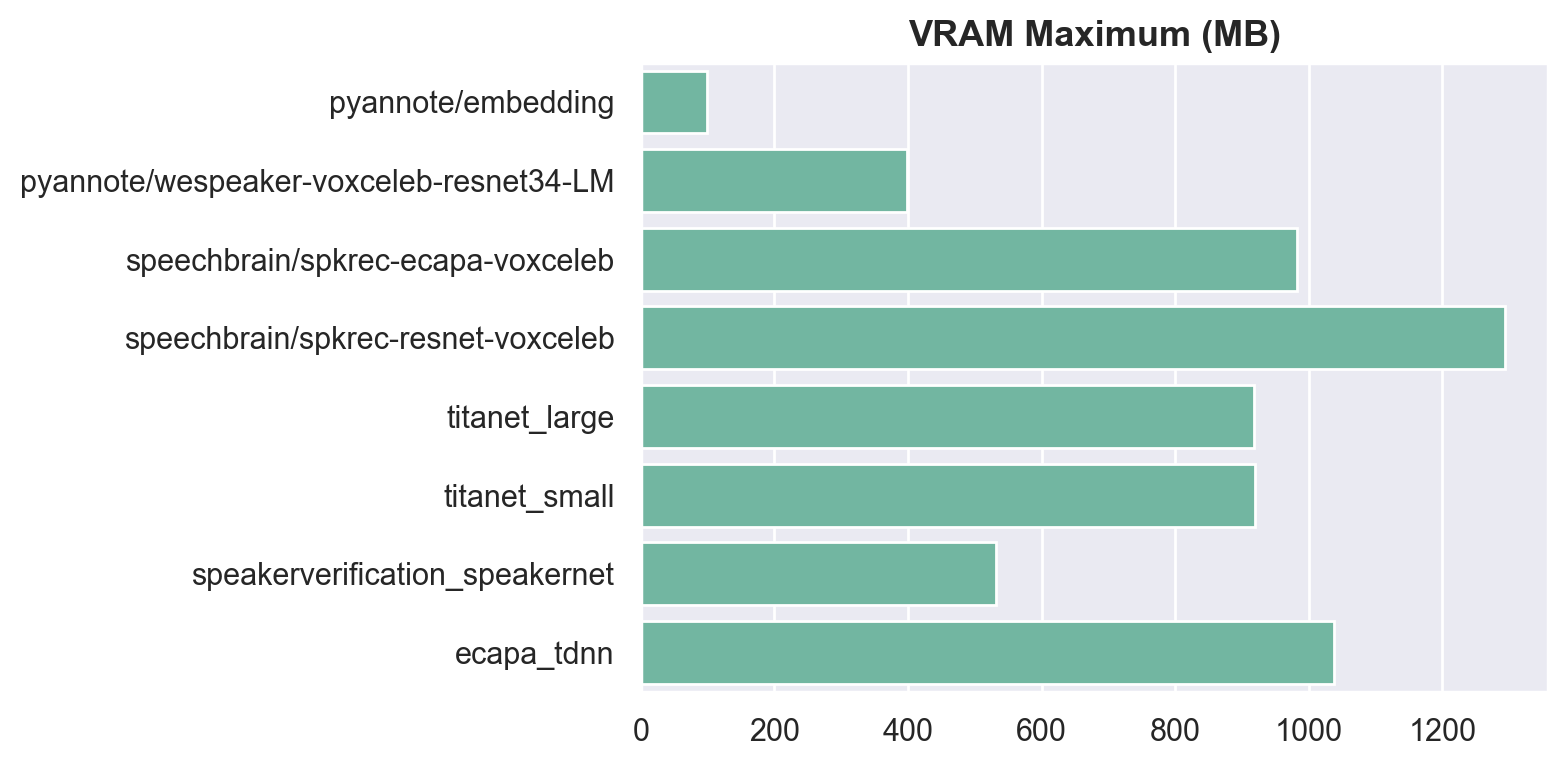 VRAM Maximum (MB)
pyannote/embedding
pyannote/wespeaker-voxceleb-resnet34-LM
speechbrain/spkrec-ecapa-voxceleb
speechbrain/spkrec-resnet-voxceleb
titanet_large
titanet_small
speakerverification_speakernet
ecapa_tdnn
0 200 400 600 800 1000 1200